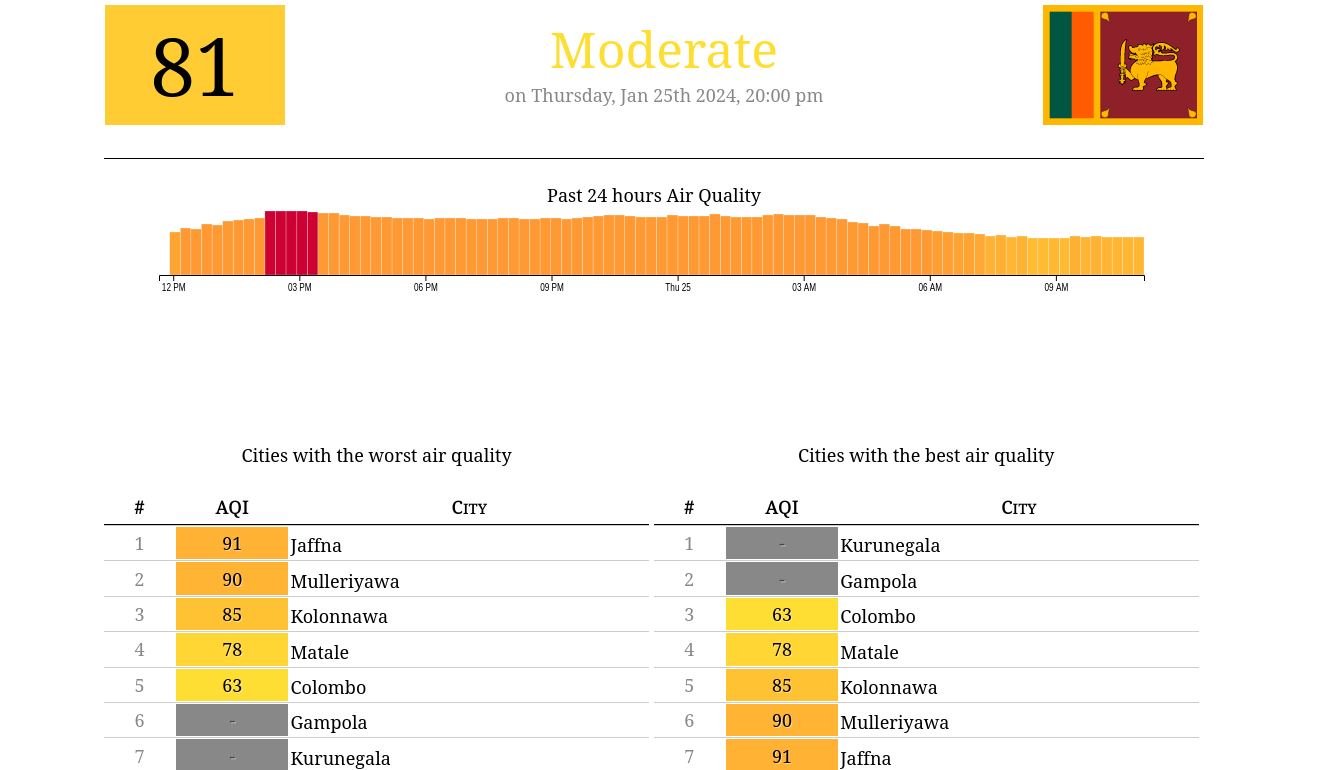 81
Moderate
on Thursday, Jan 25th 2024, 20:00 pm
Past 24 hours Air Quality
12 PM 03 PM 06 PM 09 PM Thu 25 03 AM 06 AM 09 AM
Cities with the worst air quality
# AQI City
1 91 Jaffna
2 90 Mulleriyawa
3 85 Kolonnawa
4 78 Matale
5 63 Colombo
6 - Gampola
7 - Kurunegala
Cities with the best air quality
# AQI City
1 - Kurunegala
2 - Gampola
3 63 Colombo
4 78 Matale
5 85 Kolonnawa
6 90 Mulleriyawa
7 91 Jaffna